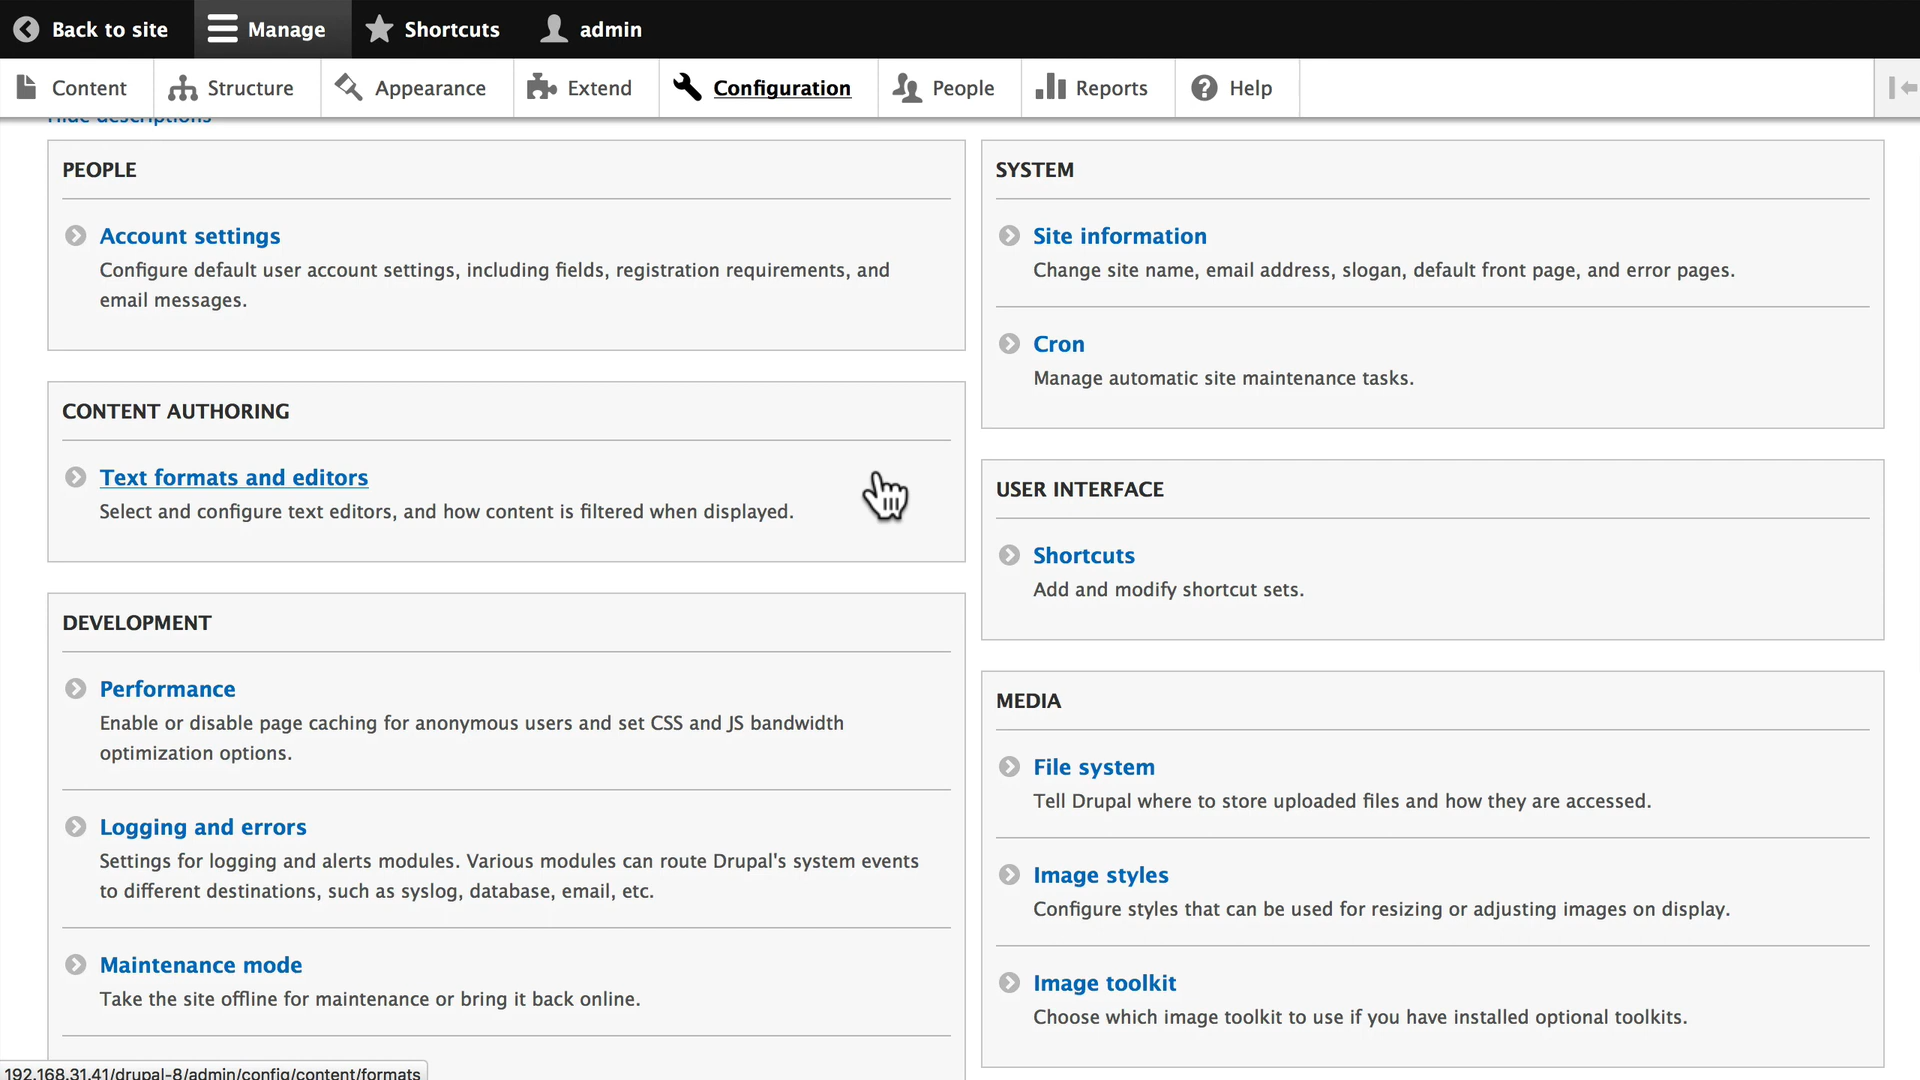 Back to site
Manage
Shortcuts
admin
Content
Structure
Appearance
Extend
Configuration
People
Reports
Help
Hide descriptions
PEOPLE
Account settings
Configure default user account settings, including fields, registration requirements, and
email messages.
CONTENT AUTHORING
Text formats and editors
Select and configure text editors, and how content is filtered when displayed.
DEVELOPMENT
Performance
Enable or disable page caching for anonymous users and set CSS and JS bandwidth
optimization options.
Logging and errors
Settings for logging and alerts modules. Various modules can route Drupal's system events
to different destinations, such as syslog, database, email, etc.
Maintenance mode
Take the site offline for maintenance or bring it back online.
SYSTEM
Site information
Change site name, email address, slogan, default front page, and error pages.
Cron
Manage automatic site maintenance tasks.
USER INTERFACE
Shortcuts
Add and modify shortcut sets.
MEDIA
File system
Tell Drupal where to store uploaded files and how they are accessed.
Image styles
Configure styles that can be used for resizing or adjusting images on display.
Image toolkit
Choose which image toolkit to use if you have installed optional toolkits.
192.168.31.41/drupal-8/admin/config/content/formats